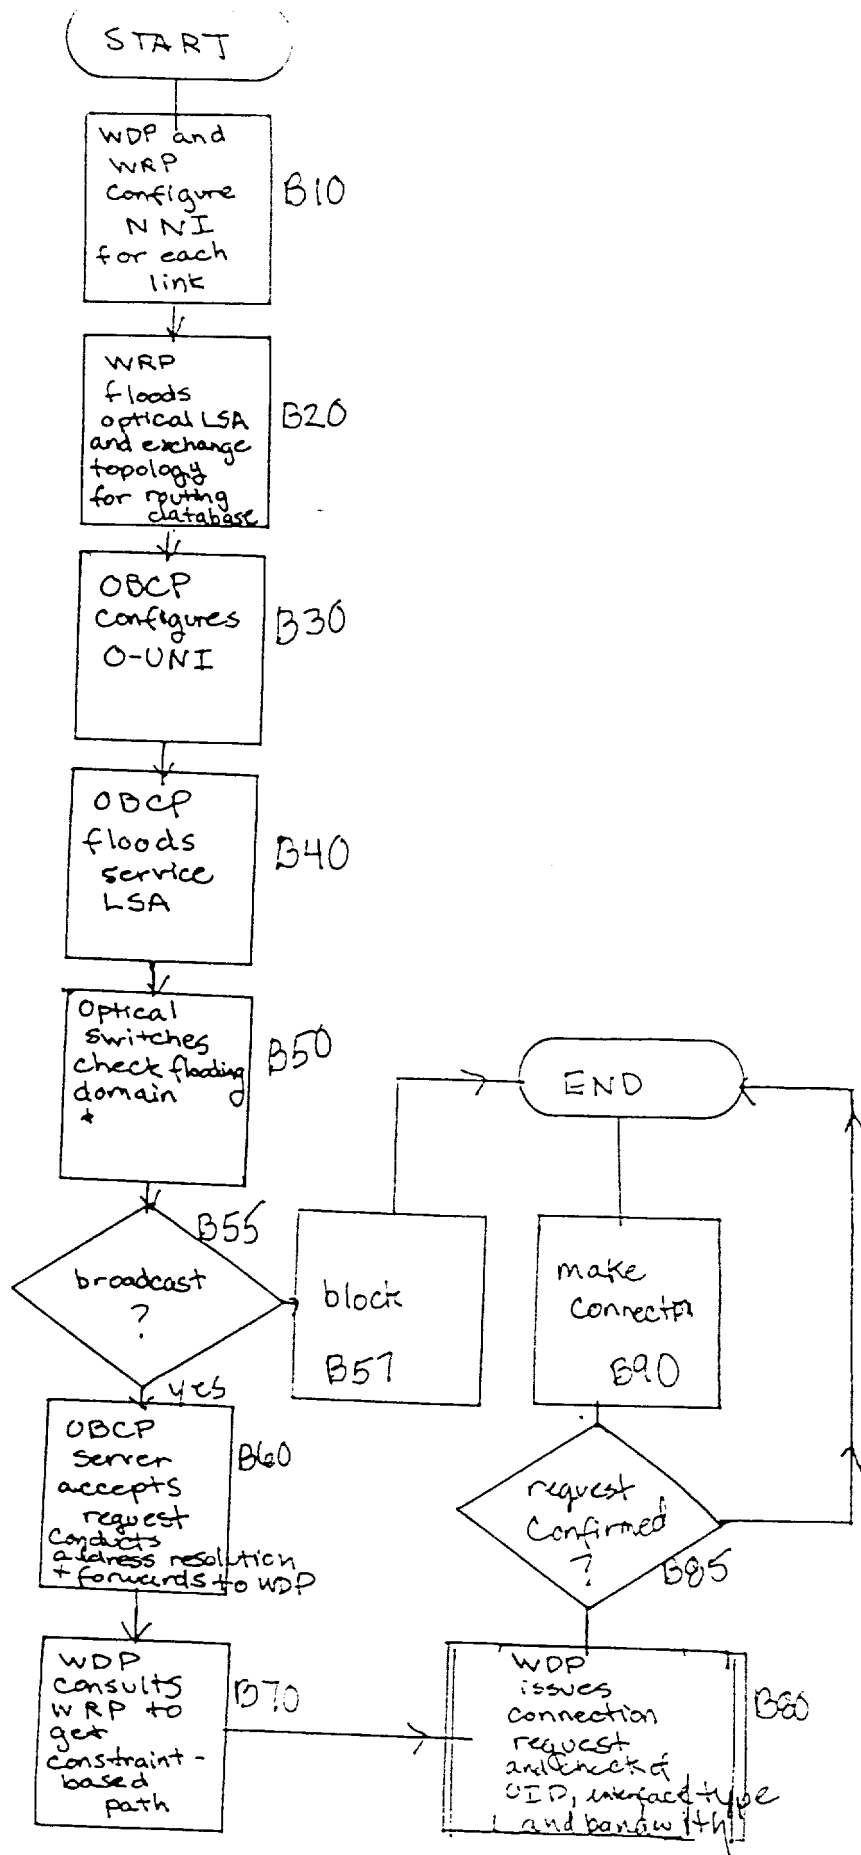 START
WDP and
WRP
configure
NNI
for each
link
B10
WRP
floods
optical LSA
and exchange
topology
for routing
database
B20
OBCP
configures
O-UNI
B30
OBCP
floods
service
LSA
B40
Optical
switches
check flooding
domain
*
B50
broadcast
?
B55
yes
block
B57
OBCP
server
accepts
request
conducts
address resolution
+ forwards to WDP
B60
WDP
consults
WRP to
get
constraint-
based
path
B70
WDP
issues
connection
request
and checks
UID, interface type
and bandwith
B80
request
confirmed
?
B85
make
B90
END